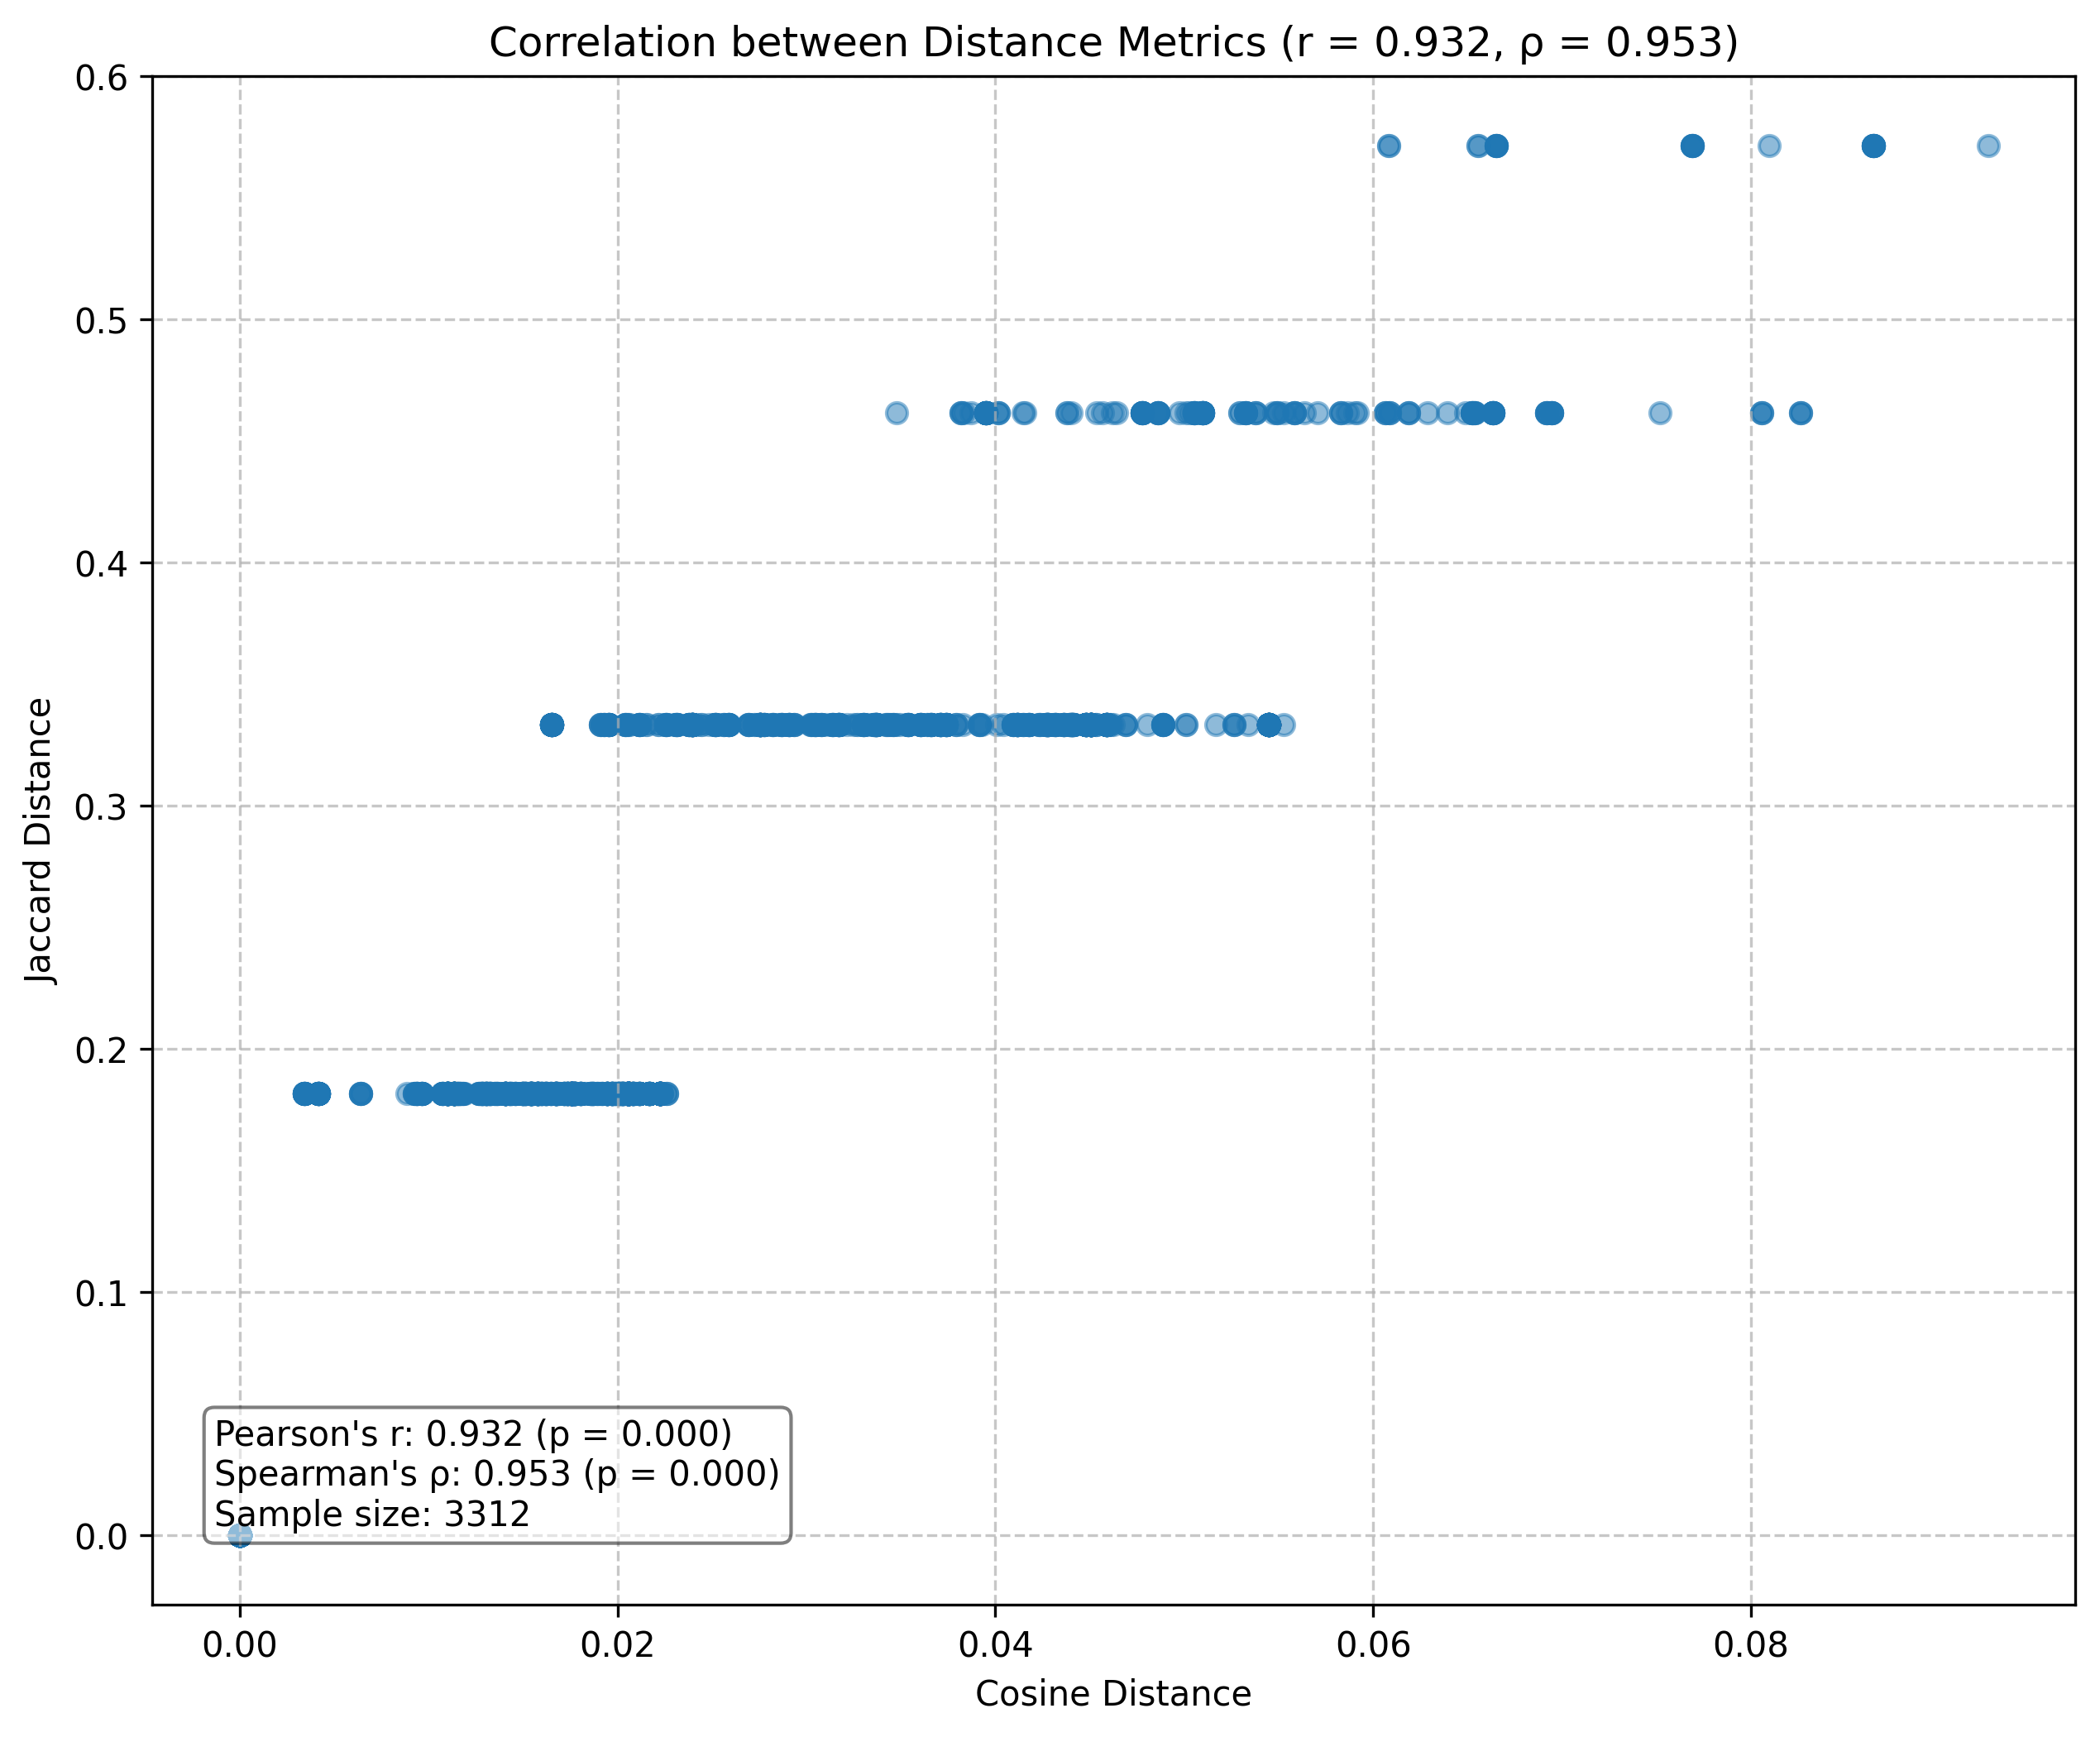 Correlation between Distance Metrics (r = 0.932, ρ = 0.953)
0.6
0.5
0.4
0.3
0.2
0.1
0.0
Jaccard Distance
Pearson's r: 0.932 (p = 0.000)
Spearman's ρ: 0.953 (p = 0.000)
Sample size: 3312
0.00 0.02 0.04 0.06 0.08
Cosine Distance